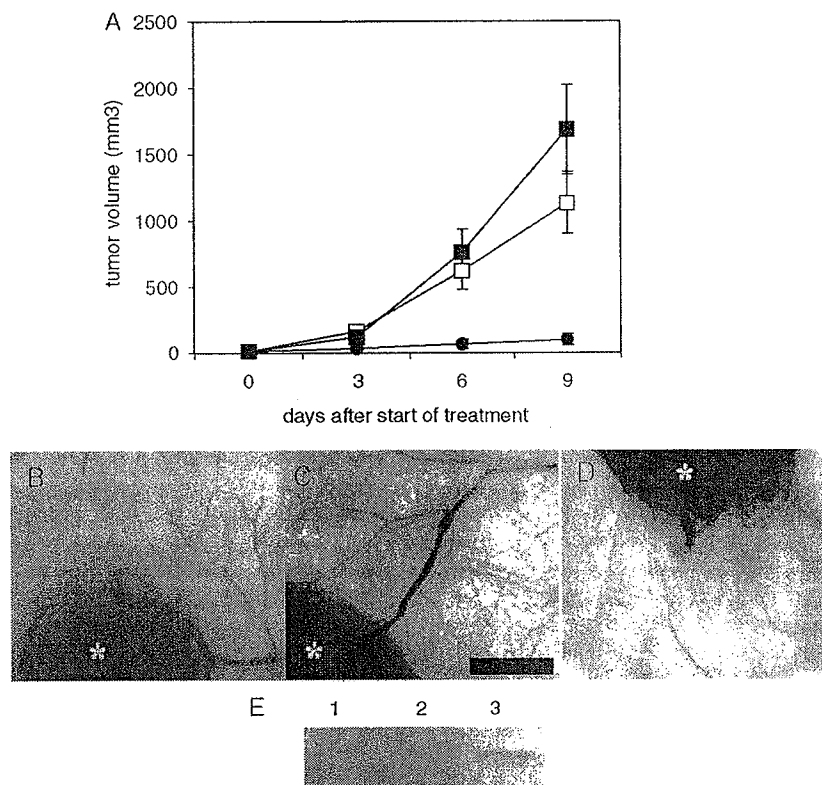 A
2500
2000
1500
1000
500
0
tumor volume (mm3)
0 3 6 9
days after start of treatment
B C D
* * *
E 1 2 3